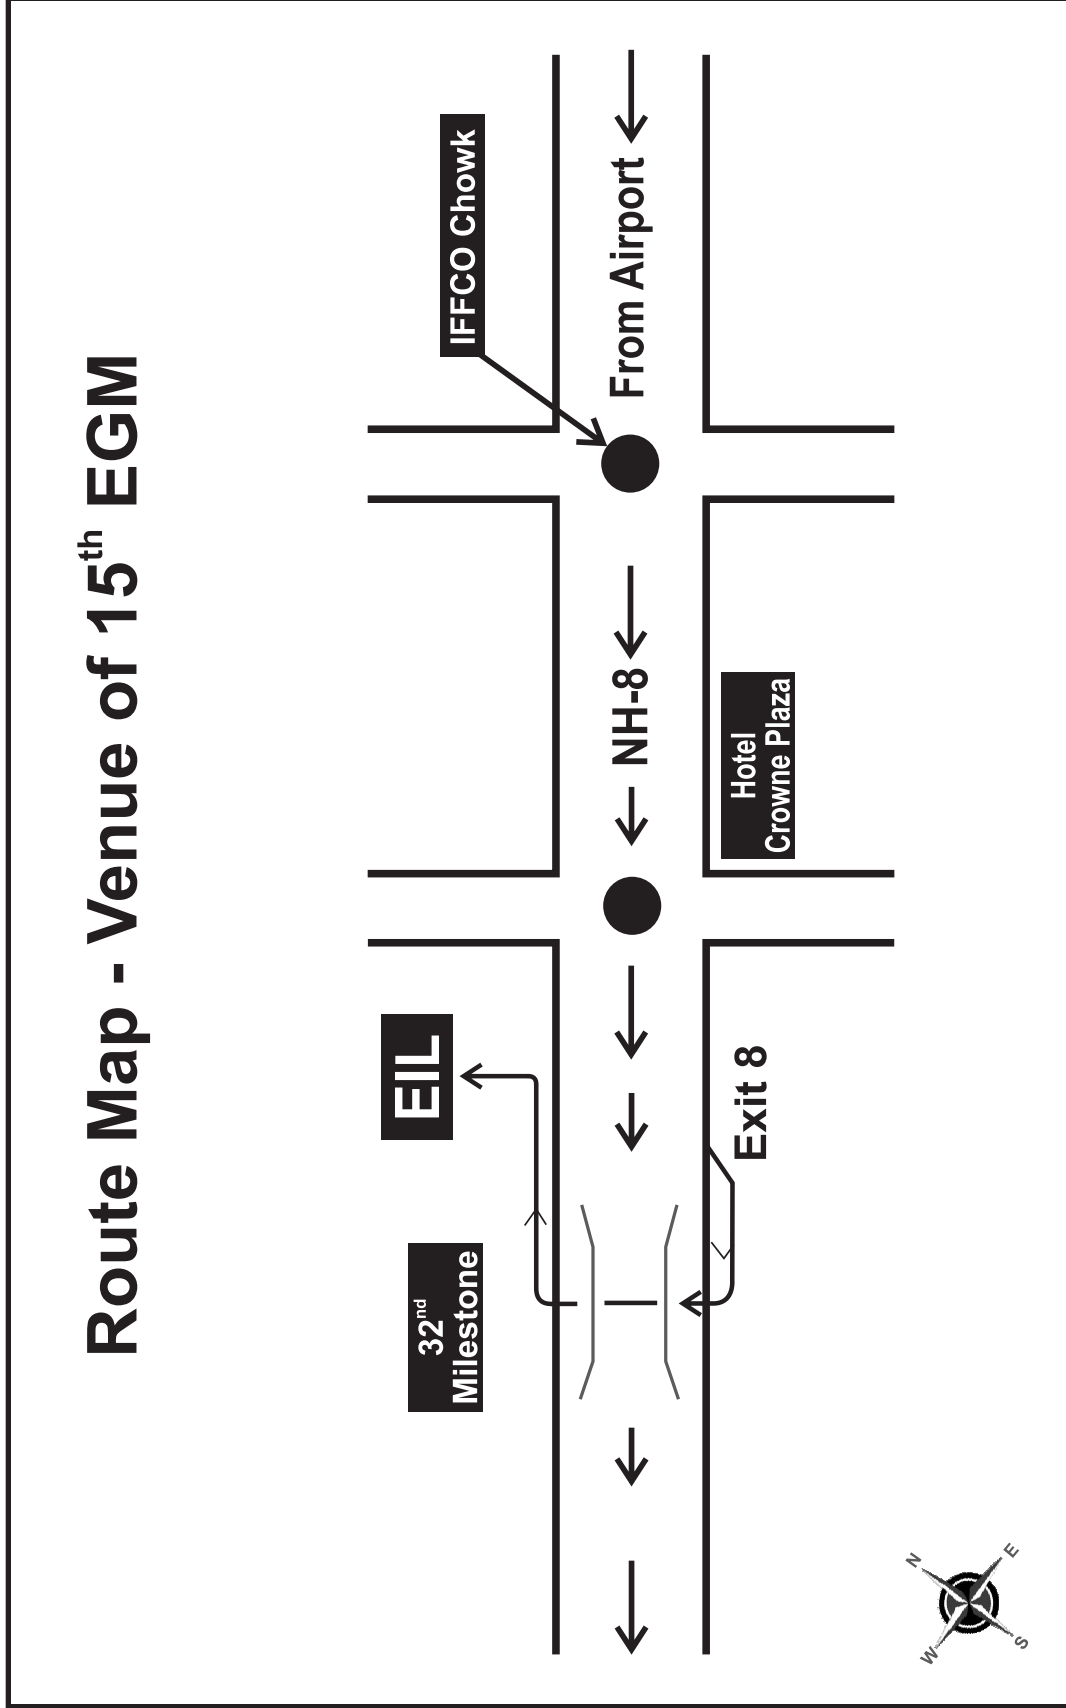 Route Map - Venue of 15th EGM
EIL
32nd
Milestone
IFFCO Chowk
NH-8
From Airport
Exit 8
Hotel
Crowne Plaza
N
E
W
S